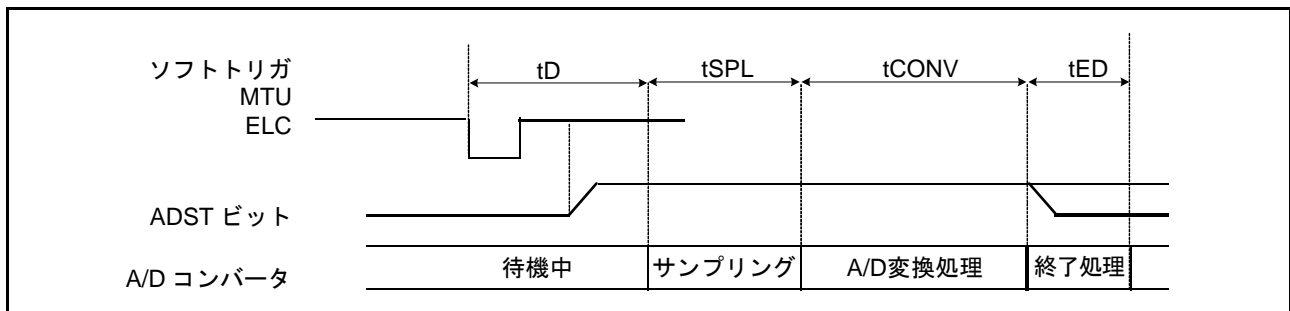 ソフトトリガ
MTU
ELC
tD
tSPL
tCONV
tED
ADST ビット
A/D コンバータ
待機中
サンプリング
A/D変換処理
終了処理